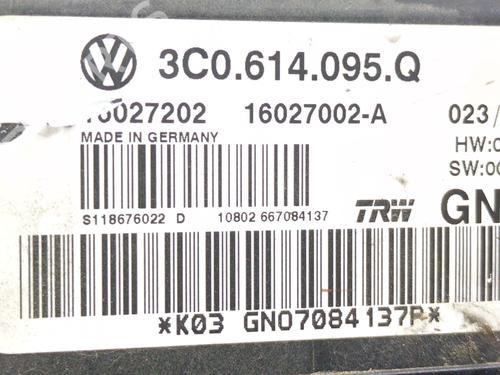 3C0.614.095.Q
16027202 16027002-A 023/
MADE IN GERMANY HW:0
SW:00
S118676022 D 10802 667084137 TRW GN
*K03 GN07084137P*